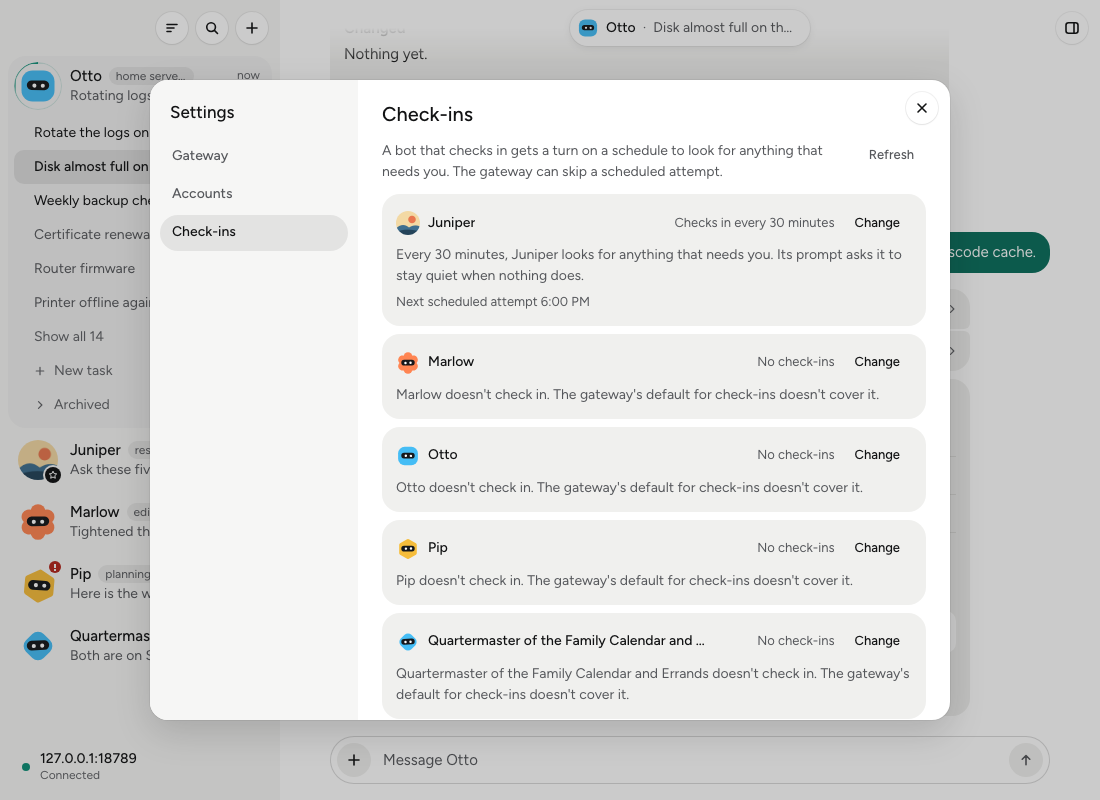 Changed
Otto · Disk almost full on th...
Nothing yet.
Otto
home serve...
now
Rotating logs
Rotate the logs on
Disk almost full on
Weekly backup che
Certificate renewa
Router firmware
Printer offline again
Show all 14
+ New task
> Archived
Juniper
res
Ask these fiv
Marlow
edi
Tightened th
Pip
planning
Here is the w
Quartermas
Both are on S
127.0.0.1:18789
Connected
Settings
Gateway
Accounts
Check-ins
Check-ins
A bot that checks in gets a turn on a schedule to look for anything that
needs you. The gateway can skip a scheduled attempt.
Refresh
Juniper
Checks in every 30 minutes
Change
Every 30 minutes, Juniper looks for anything that needs you. Its prompt asks it to
stay quiet when nothing does.
Next scheduled attempt 6:00 PM
Marlow
No check-ins
Change
Marlow doesn't check in. The gateway's default for check-ins doesn't cover it.
Otto
No check-ins
Change
Otto doesn't check in. The gateway's default for check-ins doesn't cover it.
Pip
No check-ins
Change
Pip doesn't check in. The gateway's default for check-ins doesn't cover it.
Quartermaster of the Family Calendar and ...
No check-ins
Change
Quartermaster of the Family Calendar and Errands doesn't check in. The gateway's
default for check-ins doesn't cover it.
scode cache.
Message Otto